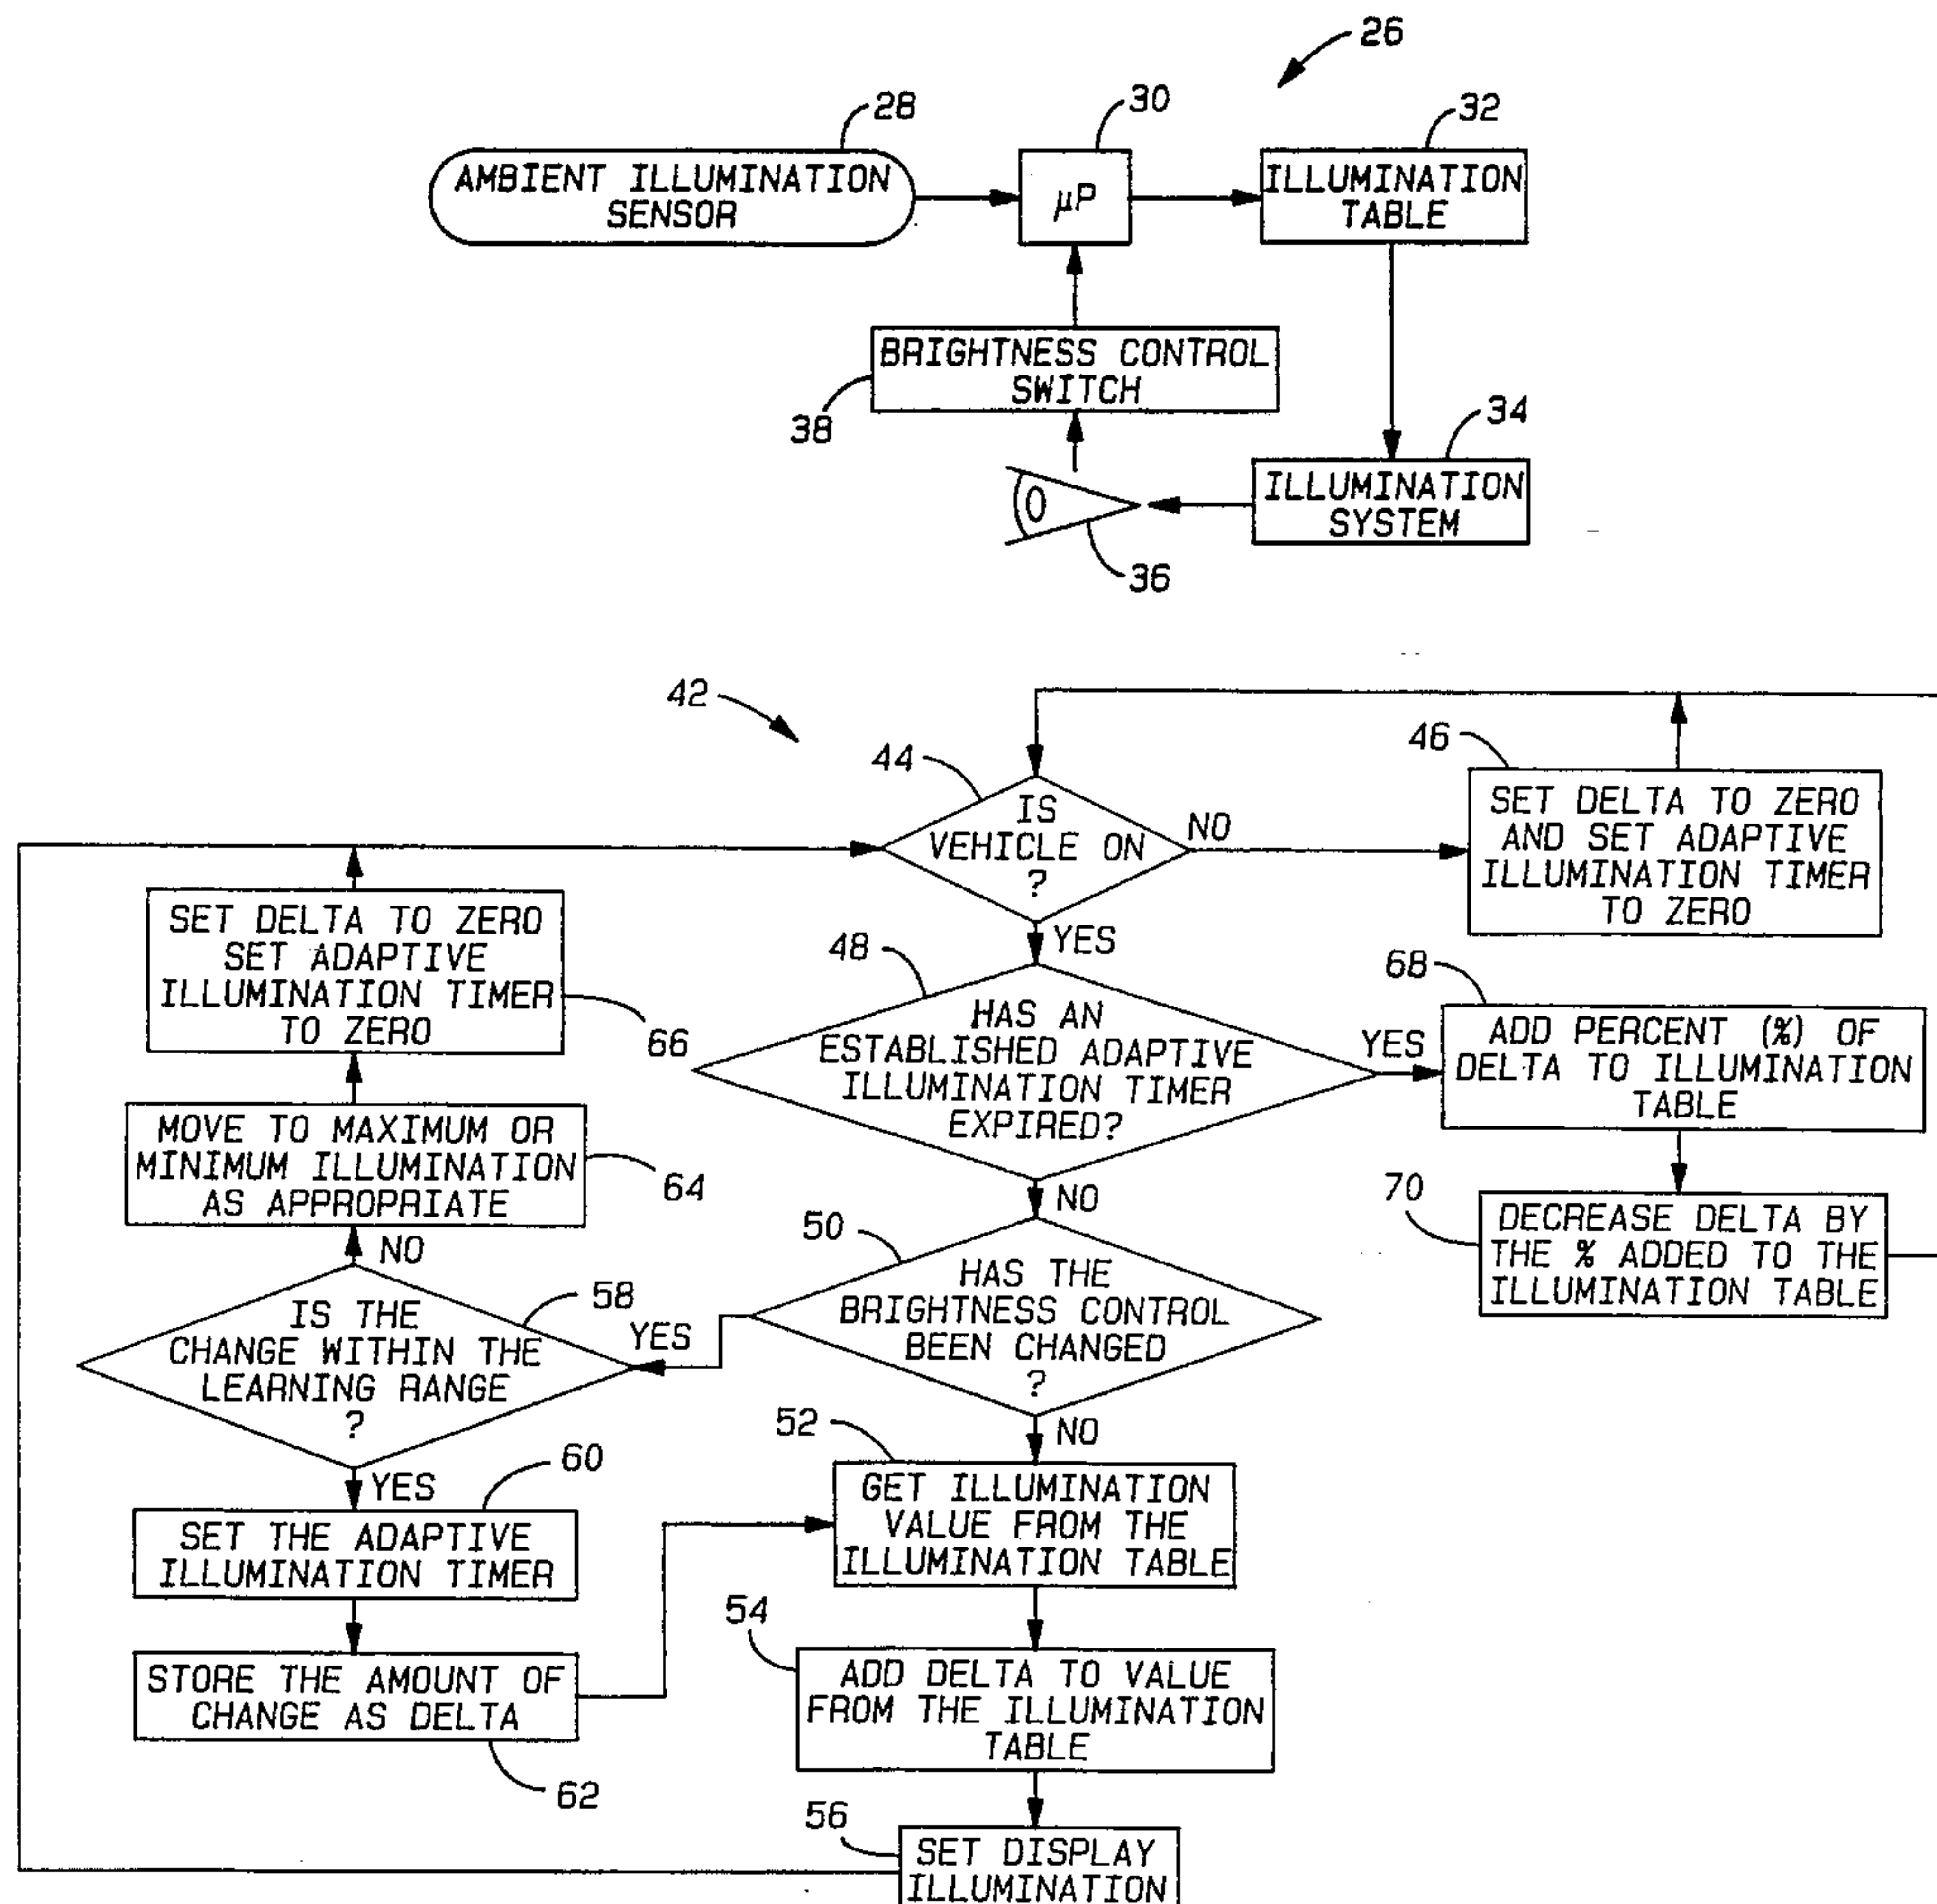 26
28
30
32
AMBIENT ILLUMINATION
SENSOR
µP
ILLUMINATION
TABLE
BRIGHTNESS CONTROL
SWITCH
38
34
ILLUMINATION
SYSTEM
36
42
44
IS
VEHICLE ON
?
NO
YES
46
SET DELTA TO ZERO
AND SET ADAPTIVE
ILLUMINATION TIMER
TO ZERO
SET DELTA TO ZERO
SET ADAPTIVE
ILLUMINATION TIMER
TO ZERO
66
48
HAS AN
ESTABLISHED ADAPTIVE
ILLUMINATION TIMER
EXPIRED?
YES
NO
68
ADD PERCENT (%) OF
DELTA TO ILLUMINATION
TABLE
MOVE TO MAXIMUM OR
MINIMUM ILLUMINATION
AS APPROPRIATE
64
NO
70
DECREASE DELTA BY
THE % ADDED TO THE
ILLUMINATION TABLE
50
HAS THE
BRIGHTNESS CONTROL
BEEN CHANGED
?
YES
NO
58
IS THE
CHANGE WITHIN THE
LEARNING RANGE
?
YES
60
SET THE ADAPTIVE
ILLUMINATION TIMER
52
GET ILLUMINATION
VALUE FROM THE
ILLUMINATION TABLE
STORE THE AMOUNT OF
CHANGE AS DELTA
62
54
ADD DELTA TO VALUE
FROM THE ILLUMINATION
TABLE
56
SET DISPLAY
ILLUMINATION